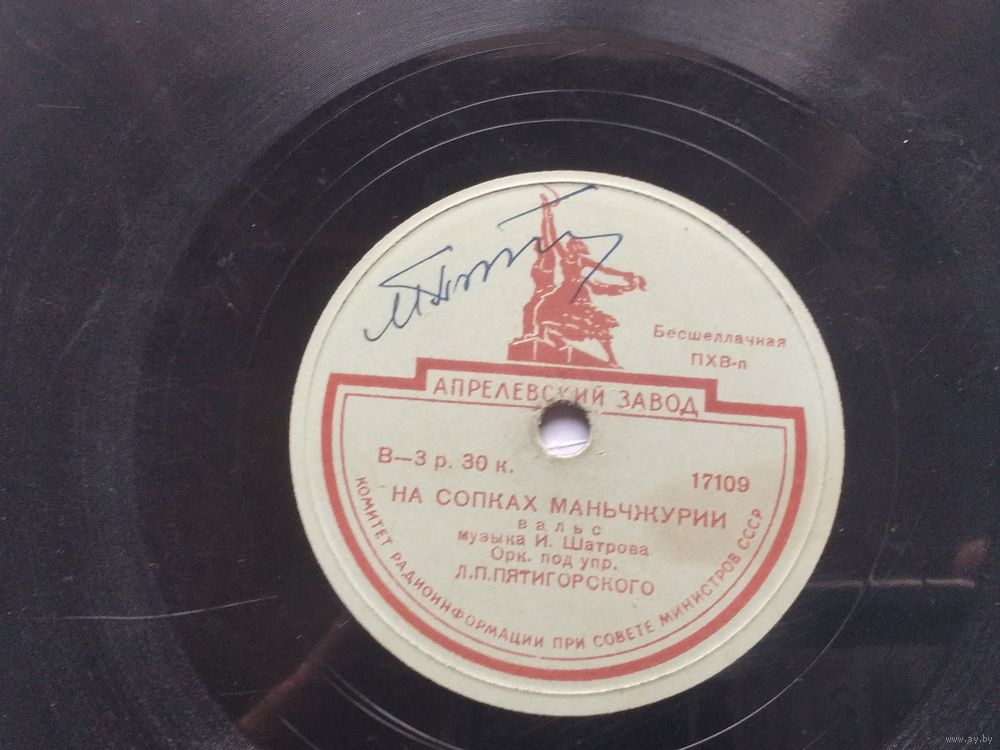 Бесшеллачная
ПХВ-п
АПРЕЛЕВСКИЙ ЗАВОД
В—3 р. 30 к.
17109
НА СОПКАХ МАНЬЧЖУРИИ
вальс
музыка И. Шатрова
Орк. под упр.
Л.П.ПЯТИГОРСКОГО
КОМИТЕТ РАДИОИНФОРМАЦИИ ПРИ СОВЕТЕ МИНИСТРОВ СССР
www.ay.by